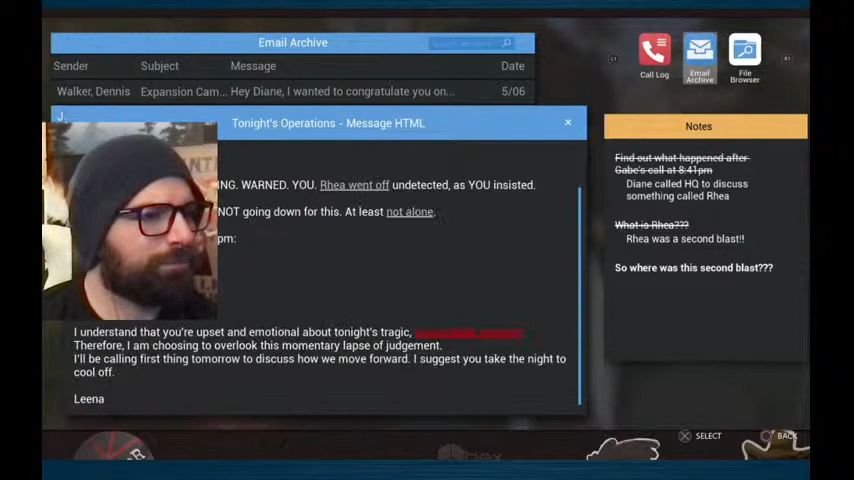 Email Archive
Sender Subject Message Date
Walker, Dennis Expansion Cam... Hey Diane, I wanted to congratulate you on... 5/06
J.
Tonight's Operations - Message HTML
×
NG. WARNED. YOU. Rhea went off undetected, as YOU insisted.
NOT going down for this. At least not alone.
pm:
I understand that you're upset and emotional about tonight's tragic,
Therefore, I am choosing to overlook this momentary lapse of judgement.
I'll be calling first thing tomorrow to discuss how we move forward. I suggest you take the night to
cool off.
Leena
L1
Call Log
Email
Archive
File
Browser
R1
Notes
Find out what happened after
Gabe's call at 8:41pm
Diane called HQ to discuss
something called Rhea
What is Rhea???
Rhea was a second blast!!
So where was this second blast???
SELECT
BACK